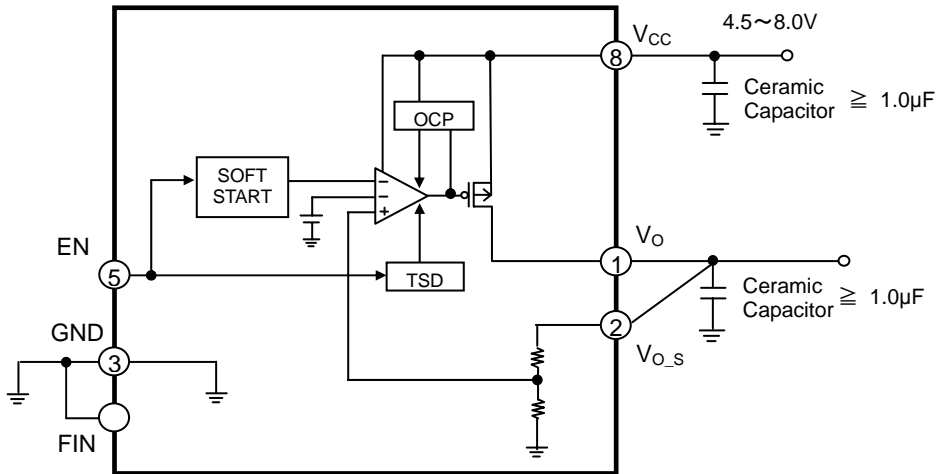 4.5～8.0V
VCC
8
Ceramic
Capacitor ≧ 1.0µF
OCP
SOFT
START
−
−
+
EN
5
TSD
VO
1
Ceramic
Capacitor ≧ 1.0µF
2
VO_S
GND
3
FIN